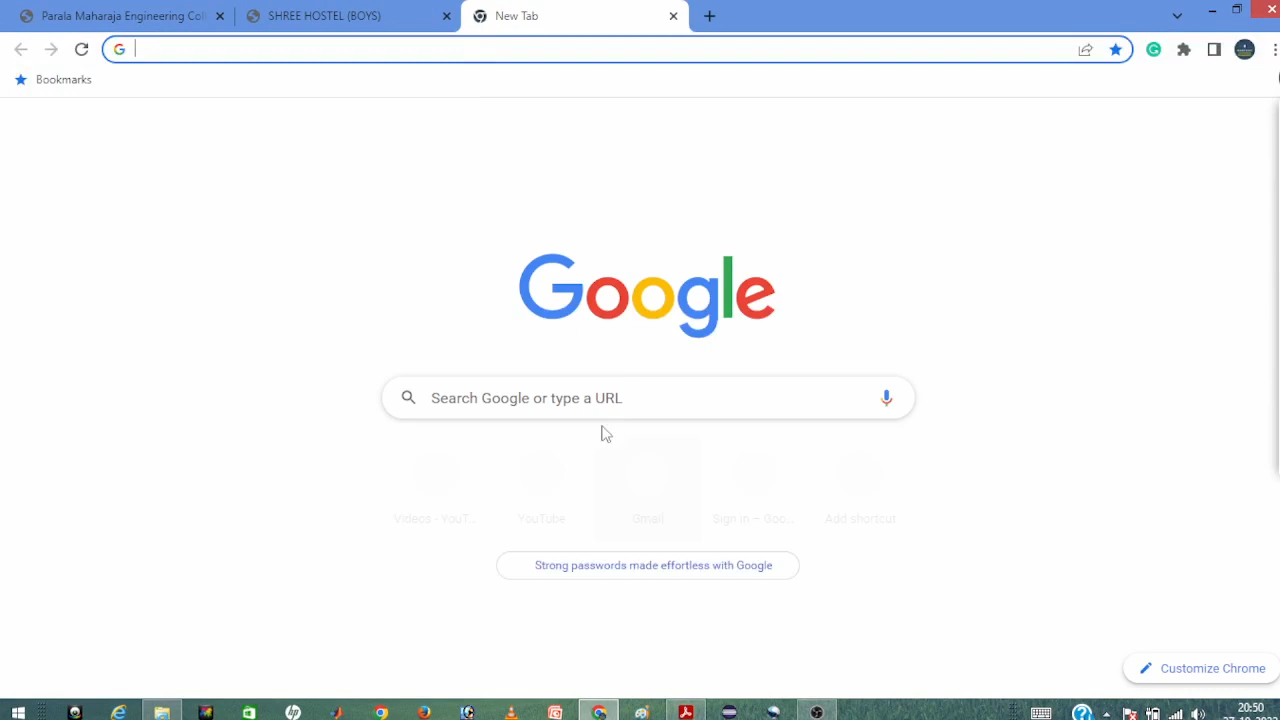 Parala Maharaja Engineering Col
SHREE HOSTEL (BOYS)
New Tab
Bookmarks
Google
Search Google or type a URL
Videos - YouT...
YouTube
Gmail
Sign in – Goo...
Add shortcut
Strong passwords made effortless with Google
Customize Chrome
20:50